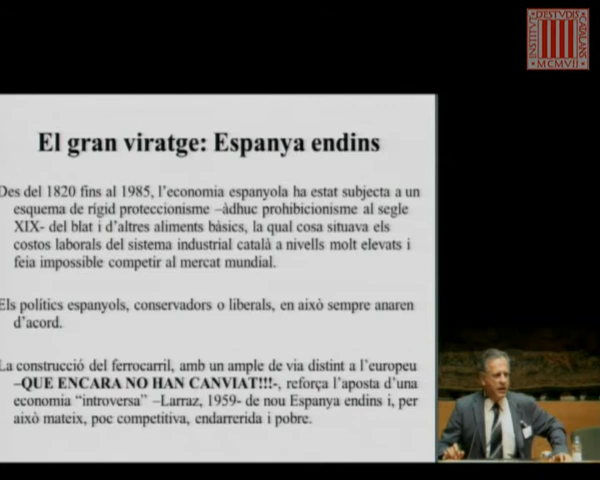 INSTITVT
D'ESTVDIS
CATALANS
MCMVII
El gran viratge: Espanya endins
Des del 1820 fins al 1985, l'economia espanyola ha estat subjecta a un
esquema de rígid proteccionisme –àdhuc prohibicionisme al segle
XIX- del blat i d'altres aliments bàsics, la qual cosa situava els
costos laborals del sistema industrial català a nivells molt elevats i
feia impossible competir al mercat mundial.
Els polítics espanyols, conservadors o liberals, en això sempre anaren
d'acord.
La construcció del ferrocarril, amb un ample de via distint a l'europeu
–QUE ENCARA NO HAN CANVIAT!!!-, reforça l'aposta d'una
economia “introversa” –Larraz, 1959- de nou Espanya endins i, per
això mateix, poc competitiva, endarrerida i pobre.